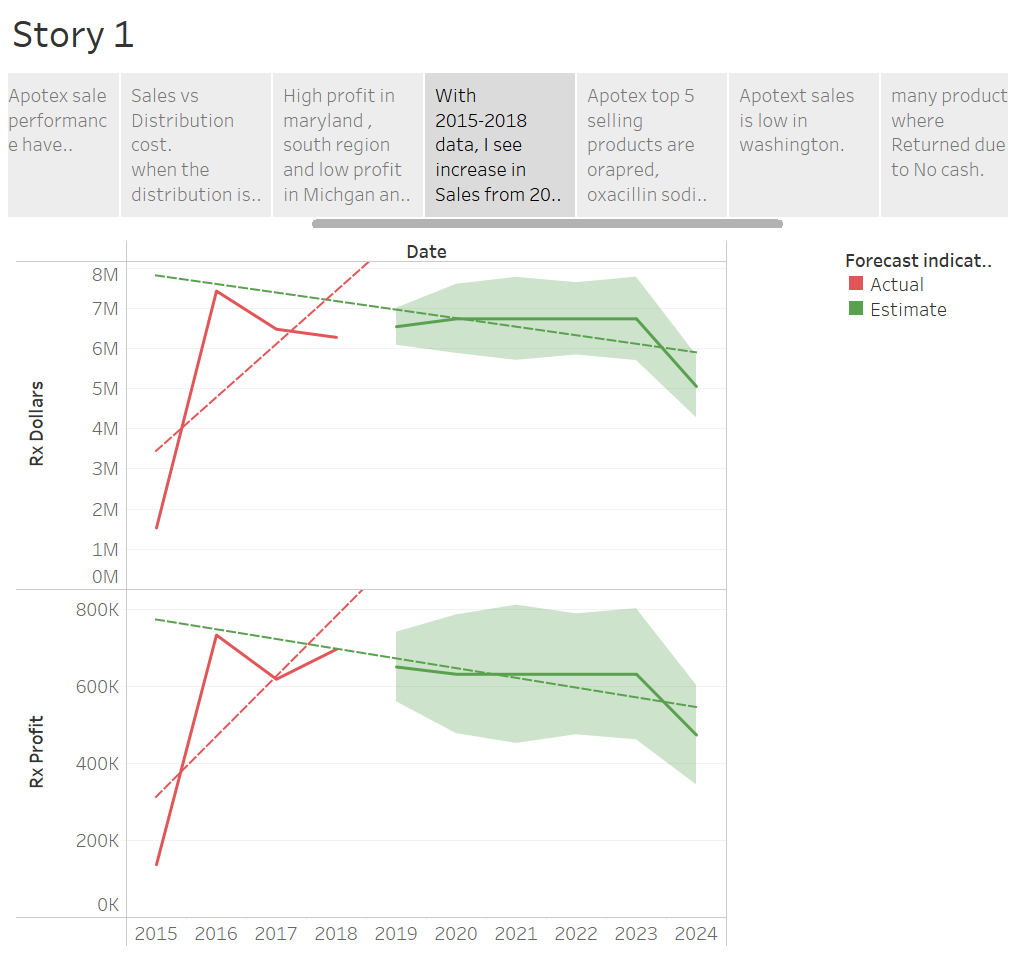 Story 1
Apotex sale
performanc
e have..
Sales vs
Distribution
cost.
when the
distribution is..
High profit in
maryland ,
south region
and low profit
in Michgan an..
With
2015-2018
data, I see
increase in
Sales from 20..
Apotex top 5
selling
products are
orapred,
oxacillin sodi..
Apotext sales
is low in
washington.
many product
where
Returned due
to No cash.
Date
Forecast indicat..
Actual
Estimate
Rx Dollars
8M
7M
6M
5M
4M
3M
2M
1M
0M
Rx Profit
800K
600K
400K
200K
0K
2015 2016 2017 2018 2019 2020 2021 2022 2023 2024